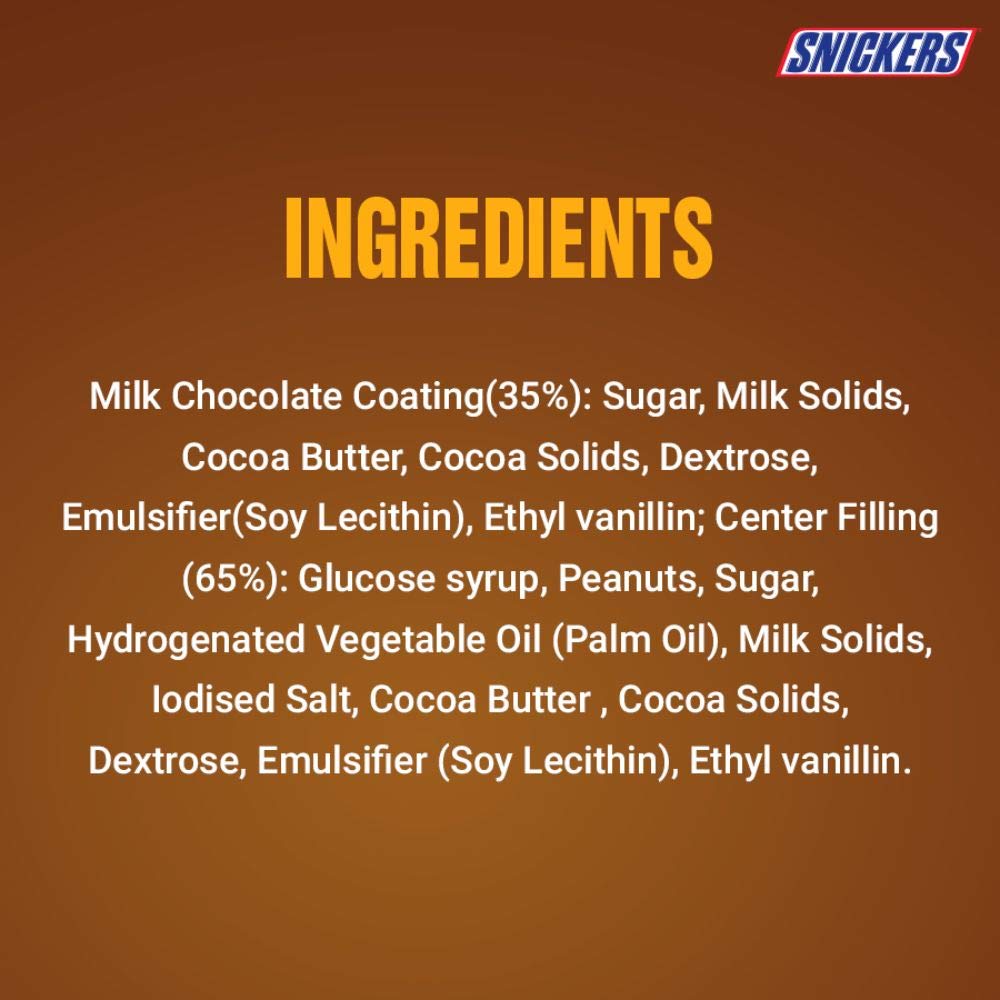 SNICKERS
INGREDIENTS
Milk Chocolate Coating(35%): Sugar, Milk Solids,
Cocoa Butter, Cocoa Solids, Dextrose,
Emulsifier(Soy Lecithin), Ethyl vanillin; Center Filling
(65%): Glucose syrup, Peanuts, Sugar,
Hydrogenated Vegetable Oil (Palm Oil), Milk Solids,
Iodised Salt, Cocoa Butter , Cocoa Solids,
Dextrose, Emulsifier (Soy Lecithin), Ethyl vanillin.